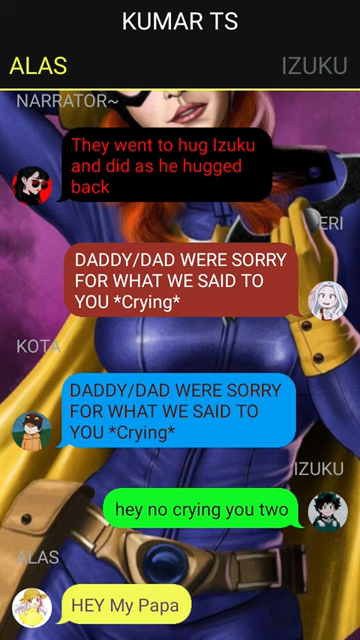 KUMAR TS
ALAS
IZUKU
NARRATOR~
They went to hug Izuku
and did as he hugged
back
ERI
DADDY/DAD WERE SORRY
FOR WHAT WE SAID TO
YOU *Crying*
KOTA
DADDY/DAD WERE SORRY
FOR WHAT WE SAID TO
YOU *Crying*
IZUKU
hey no crying you two
ALAS
HEY My Papa